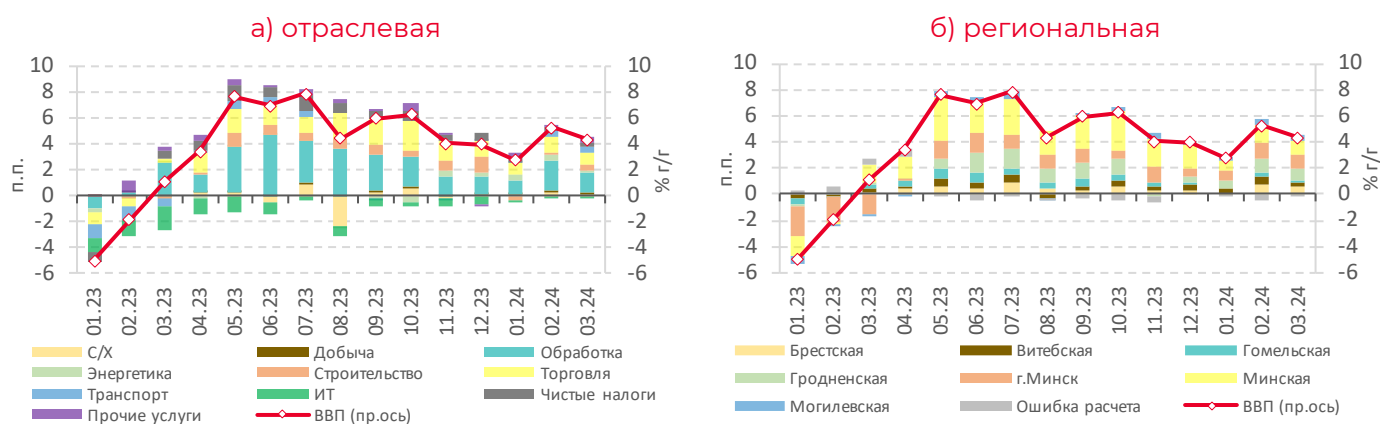 а) отраслевая
б) региональная
10
8
6
4
2
0
-2
-4
-6
п.п.
10
8
6
4
2
0
-2
-4
-6
% г/г
01.23
02.23
03.23
04.23
05.23
06.23
07.23
08.23
09.23
10.23
11.23
12.23
01.24
02.24
03.24
С/Х
Добыча
Обработка
Энергетика
Строительство
Торговля
Транспорт
ИТ
Чистые налоги
Прочие услуги
ВВП (пр.ось)
10
8
6
4
2
0
-2
-4
-6
п.п.
10
8
6
4
2
0
-2
-4
-6
% г/г
01.23
02.23
03.23
04.23
05.23
06.23
07.23
08.23
09.23
10.23
11.23
12.23
01.24
02.24
03.24
Брестская
Витебская
Гомельская
Гродненская
г.Минск
Минская
Могилевская
Ошибка расчета
ВВП (пр.ось)